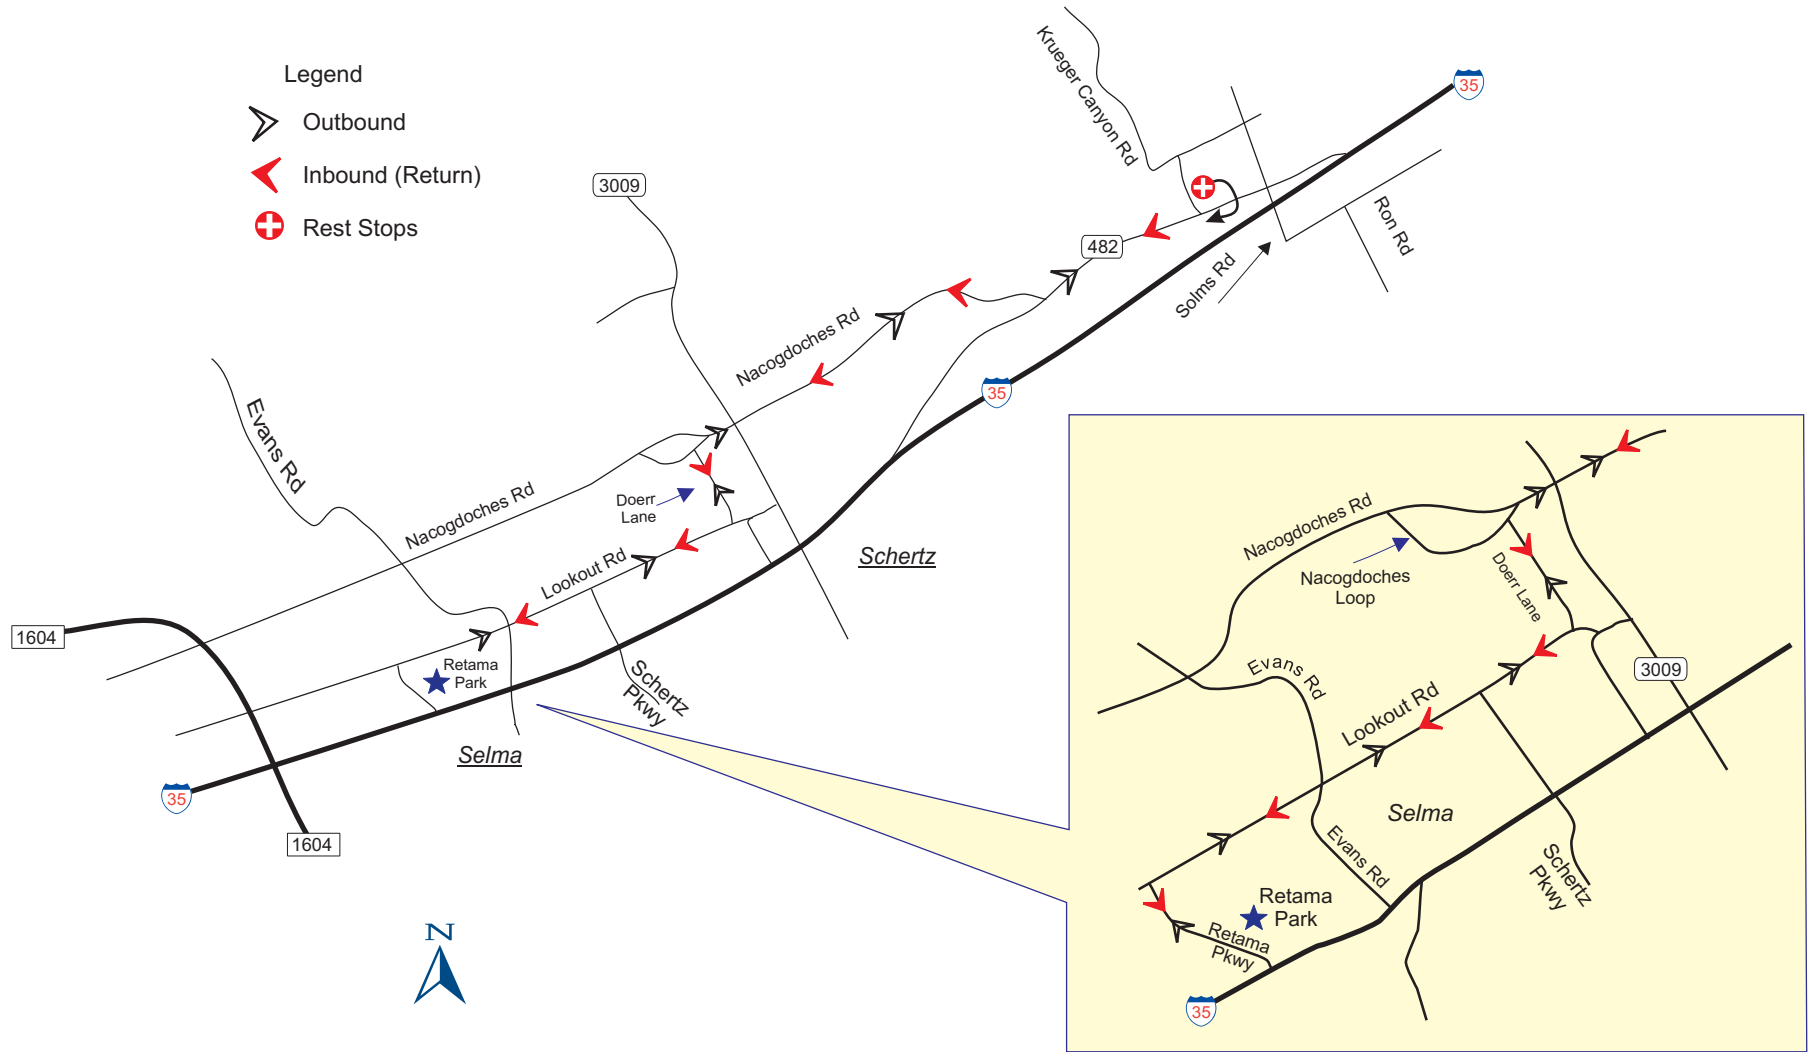 Legend
Outbound
Inbound (Return)
Rest Stops
3009
Krueger Canyon Rd
35
482
Ron Rd
Solms Rd
Nacogdoches Rd
35
Evans Rd
Nacogdoches Rd
Doerr
Lane
Lookout Rd
Schertz
1604
Retama
Park
Schertz
Pkwy
Selma
35
1604
N
Nacogdoches Rd
Nacogdoches
Loop
Doerr Lane
Evans Rd
3009
Lookout Rd
Selma
Evans Rd
Schertz
Pkwy
Retama
Park
Retama
Pkwy
35